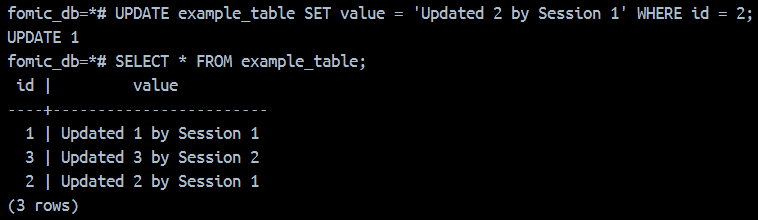 fomic_db=*# UPDATE example_table SET value = 'Updated 2 by Session 1' WHERE id = 2;
UPDATE 1
fomic_db=*# SELECT * FROM example_table;
 id |         value
----+------------------------
  1 | Updated 1 by Session 1
  3 | Updated 3 by Session 2
  2 | Updated 2 by Session 1
(3 rows)